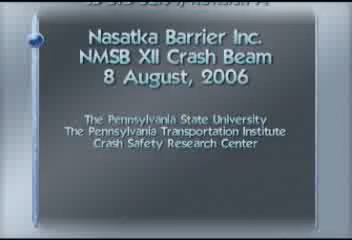 Nasatka Barrier Inc.
NMSB XII Crash Beam
8 August, 2006
The Pennsylvania State University
The Pennsylvania Transportation Institute
Crash Safety Research Center